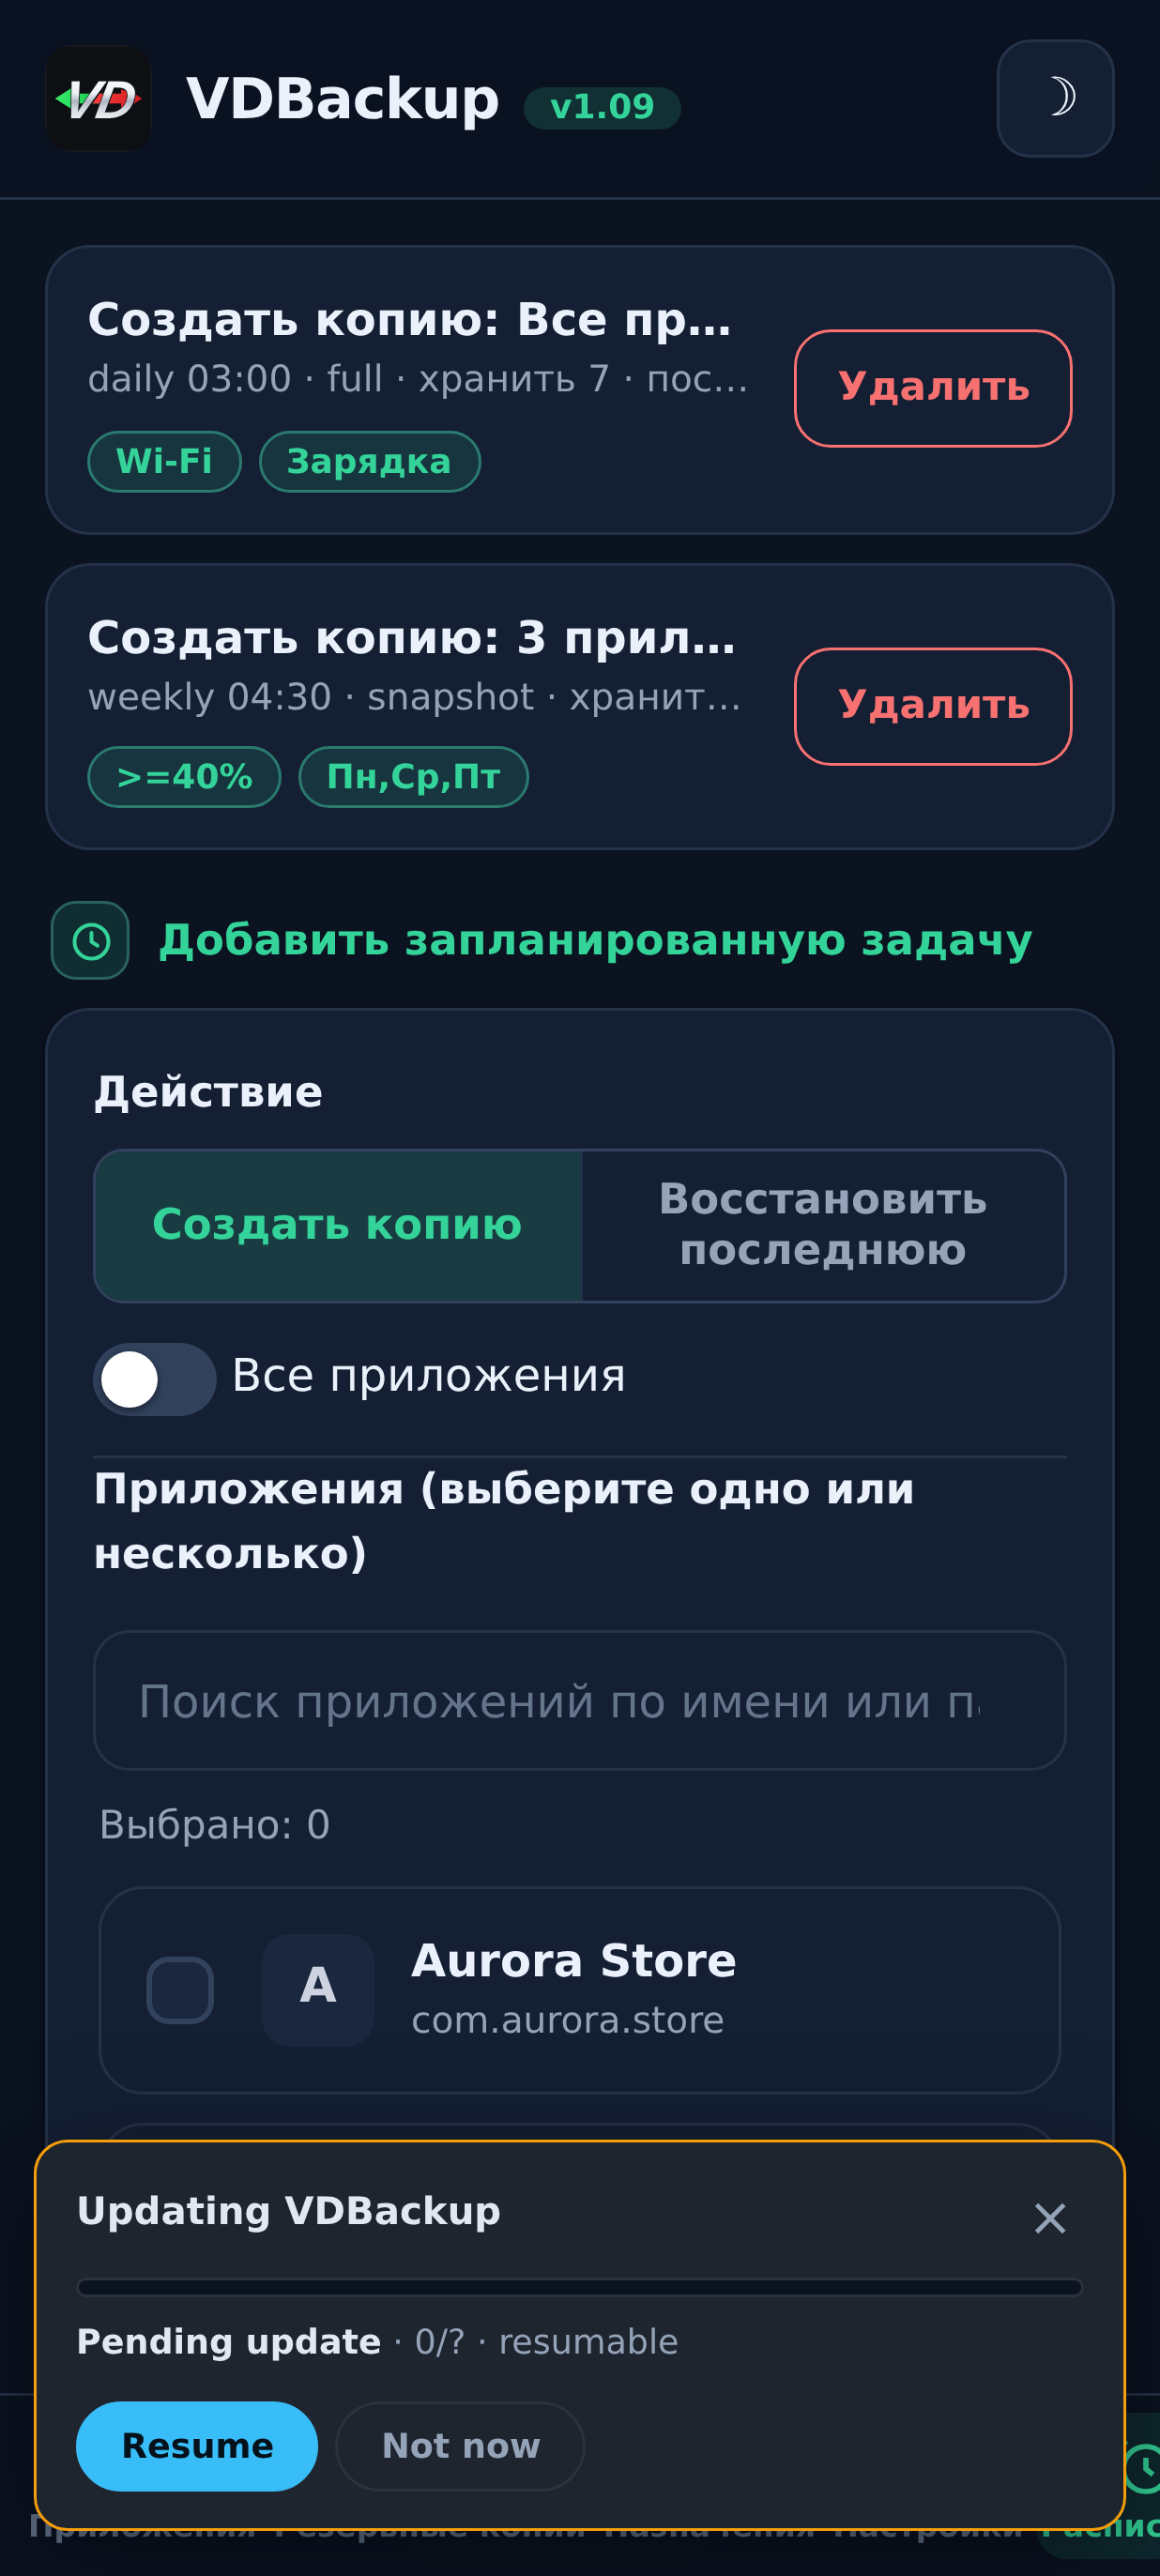 VD
VDBackup v1.09
Создать копию: Все пр...
daily 03:00 · full · хранить 7 · пос...
Wi-Fi Зарядка
Удалить
Создать копию: 3 прил...
weekly 04:30 · snapshot · хранит...
>=40% Пн,Ср,Пт
Удалить
Добавить запланированную задачу
Действие
Создать копию
Восстановить
последнюю
Все приложения
Приложения (выберите одно или
несколько)
Поиск приложений по имени или п
Выбрано: 0
A
Aurora Store
com.aurora.store
Updating VDBackup
×
Pending update · 0/? · resumable
Resume Not now